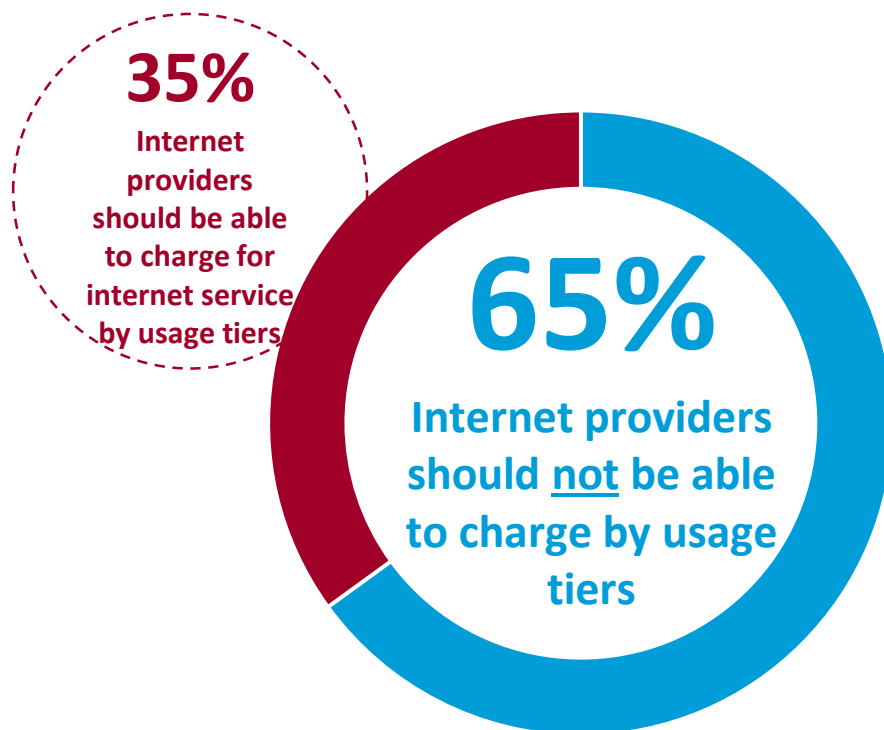 35%
Internet
providers
should be able
to charge for
internet service
by usage tiers
65%
Internet providers
should not be able
to charge by usage
tiers